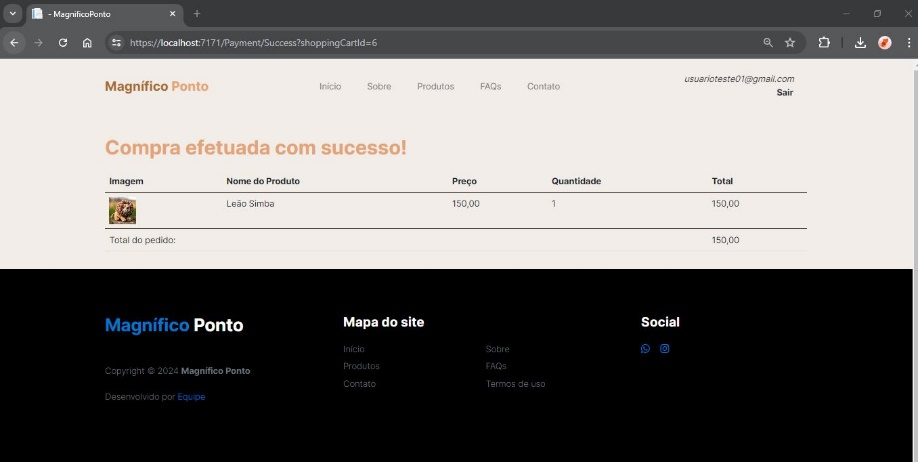 - MagnificoPonto
https://localhost:7171/Payment/Success?shoppingCartId=6
Magnífico Ponto
Início Sobre Produtos FAQs Contato
usuarioteste01@gmail.com
Sair
Compra efetuada com sucesso!
Imagem Nome do Produto Preço Quantidade Total
Leão Simba 150,00 1 150,00
Total do pedido: 150,00
Magnífico Ponto
Mapa do site
Social
Início Sobre
Produtos FAQs
Contato Termos de uso
Copyright © 2024 Magnífico Ponto
Desenvolvido por Equipe